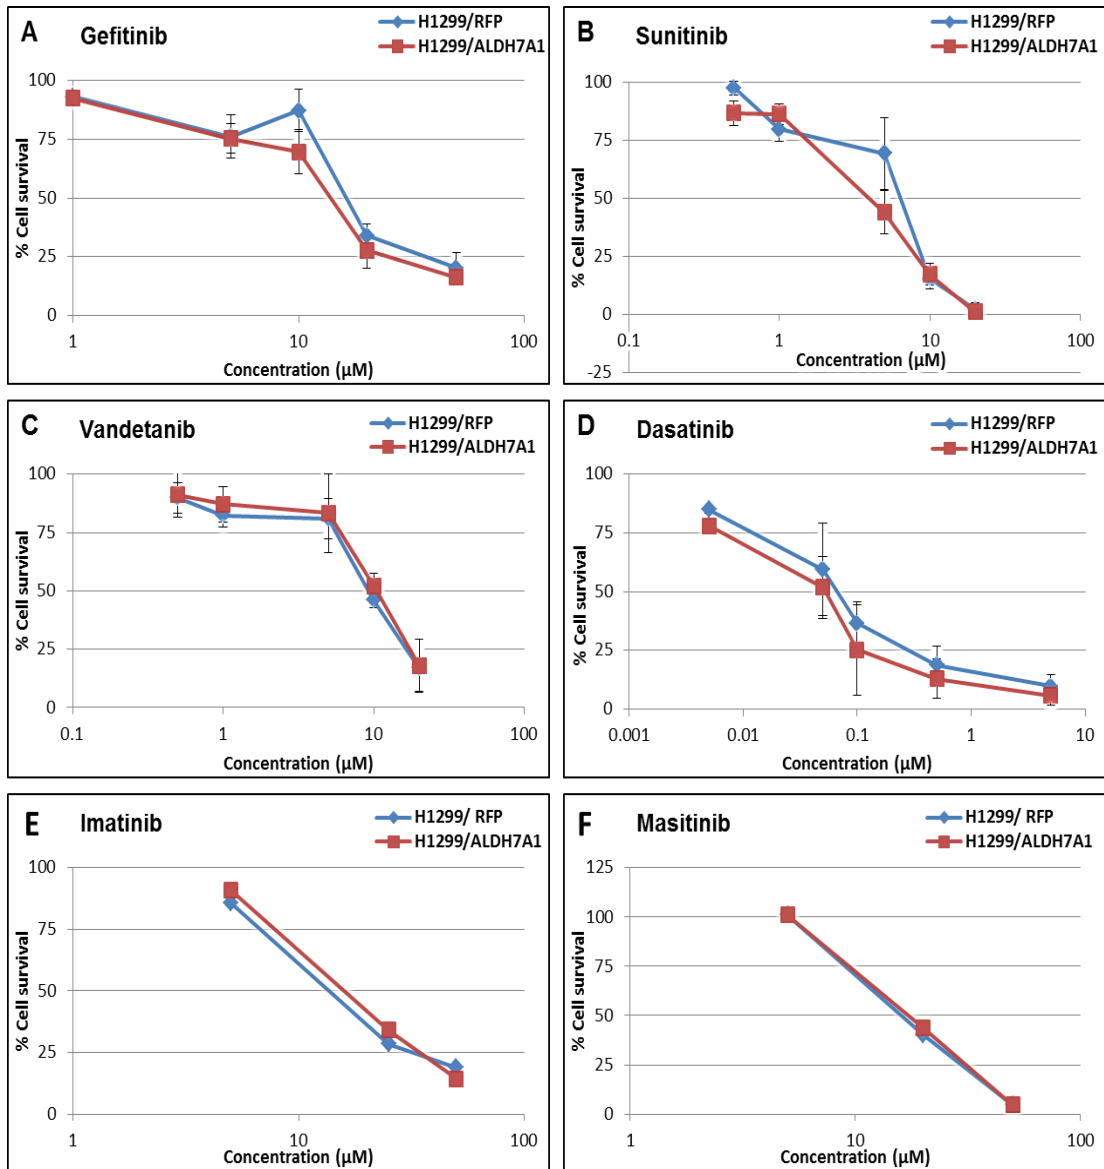 A Gefitinib
H1299/RFP
H1299/ALDH7A1
100
75
50
25
0
% Cell survival
1
10
100
Concentration (µM)
B Sunitinib
H1299/RFP
H1299/ALDH7A1
100
75
50
25
0
-25
% Cell survival
0.1
1
10
100
Concentration (µM)
C Vandetanib
H1299/RFP
H1299/ALDH7A1
100
75
50
25
0
% Cell survival
0.1
1
10
100
Concentration (µM)
D Dasatinib
H1299/RFP
H1299/ALDH7A1
100
75
50
25
0
% Cell survival
0.001
0.01
0.1
1
10
Concentration (µM)
E Imatinib
H1299/ RFP
H1299/ALDH7A1
100
75
50
25
0
% Cell survival
1
10
100
Concentration (µM)
F Masitinib
H1299/RFP
H1299/ALDH7A1
125
100
75
50
25
0
% Cell survival
1
10
100
Concentration (µM)